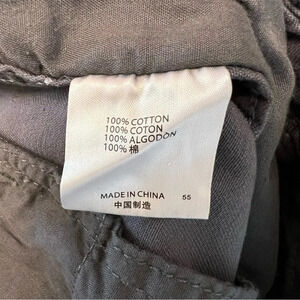 100% COTTON
100% COTON
100% ALGODON
100% 棉
MADE IN CHINA 55
中国制造